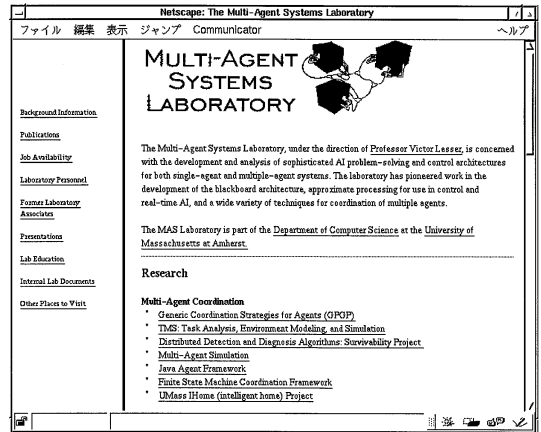 Netscape: The Multi-Agent Systems Laboratory
ファイル 編集 表示 ジャンプ Communicator ヘルプ
MULTI-AGENT
SYSTEMS
LABORATORY
Background Information
Publications
Job Availability
Laboratory Personnel
Former Laboratory
Associates
Presentations
Lab Education
Internal Lab Documents
Other Places to Visit
The Multi-Agent Systems Laboratory, under the direction of Professor Victor Lesser, is concerned
with the development and analysis of sophisticated AI problem-solving and control architectures
for both single-agent and multiple-agent systems. The laboratory has pioneered work in the
development of the blackboard architecture, approximate processing for use in control and
real-time AI, and a wide variety of techniques for coordination of multiple agents.
The MAS Laboratory is part of the Department of Computer Science at the University of
Massachusetts at Amherst.
Research
Multi-Agent Coordination
* Generic Coordination Strategies for Agents (GPGP)
* TMS: Task Analysis, Environment Modeling, and Simulation
* Distributed Detection and Diagnosis Algorithms: Survivability Project
* Multi-Agent Simulation
* Java Agent Framework
* Finite State Machine Coordination Framework
* UMass IHome (intelligent home) Project